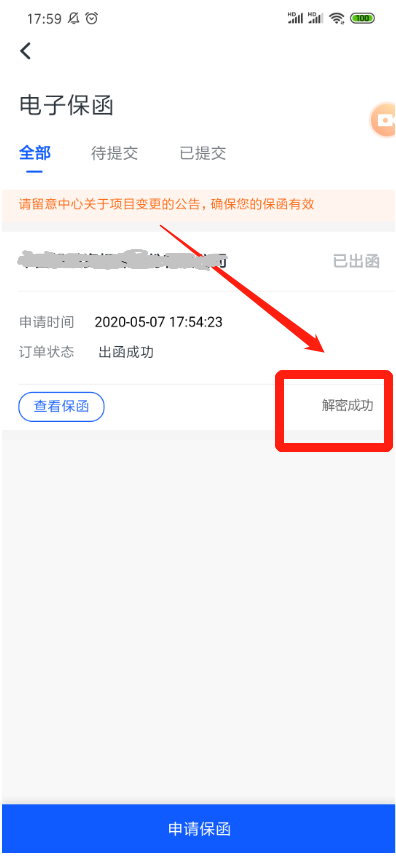 17:59
HD HD 100
电子保函
全部 待提交 已提交
请留意中心关于项目变更的公告，确保您的保函有效
已出函
申请时间 2020-05-07 17:54:23
订单状态 出函成功
查看保函 解密成功
申请保函